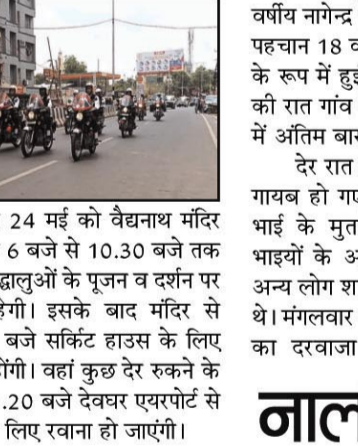 24 मई को वैद्यनाथ मंदिर
6 बजे से 10.30 बजे तक
द्धालुओं के पूजन व दर्शन पर
हेगी। इसके बाद मंदिर से
बजे सर्किट हाउस के लिए
होंगी। वहां कुछ देर रुकने के
.20 बजे देवघर एयरपोर्ट से
लिए रवाना हो जाएंगी।
वर्षीय नागेन्द्र
पहचान 18 व
के रूप में हुई
की रात गांव
में अंतिम बार
देर रात
गायब हो गए
भाई के मुत
भाइयों के अ
अन्य लोग शा
थे। मंगलवार
का दरवाजा
नाल